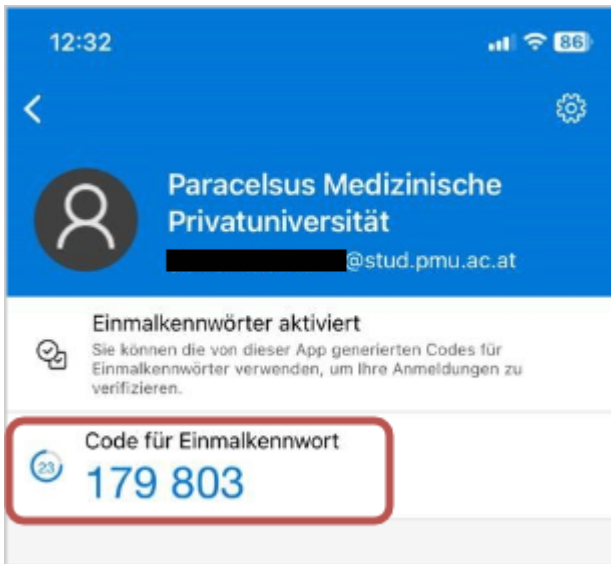 12:32
86
Paracelsus Medizinische
Privatuniversität
@stud.pmu.ac.at
Einmalkennwörter aktiviert
Sie können die von dieser App generierten Codes für
Einmalkennwörter verwenden, um Ihre Anmeldungen zu
verifizieren.
Code für Einmalkennwort
23
179 803